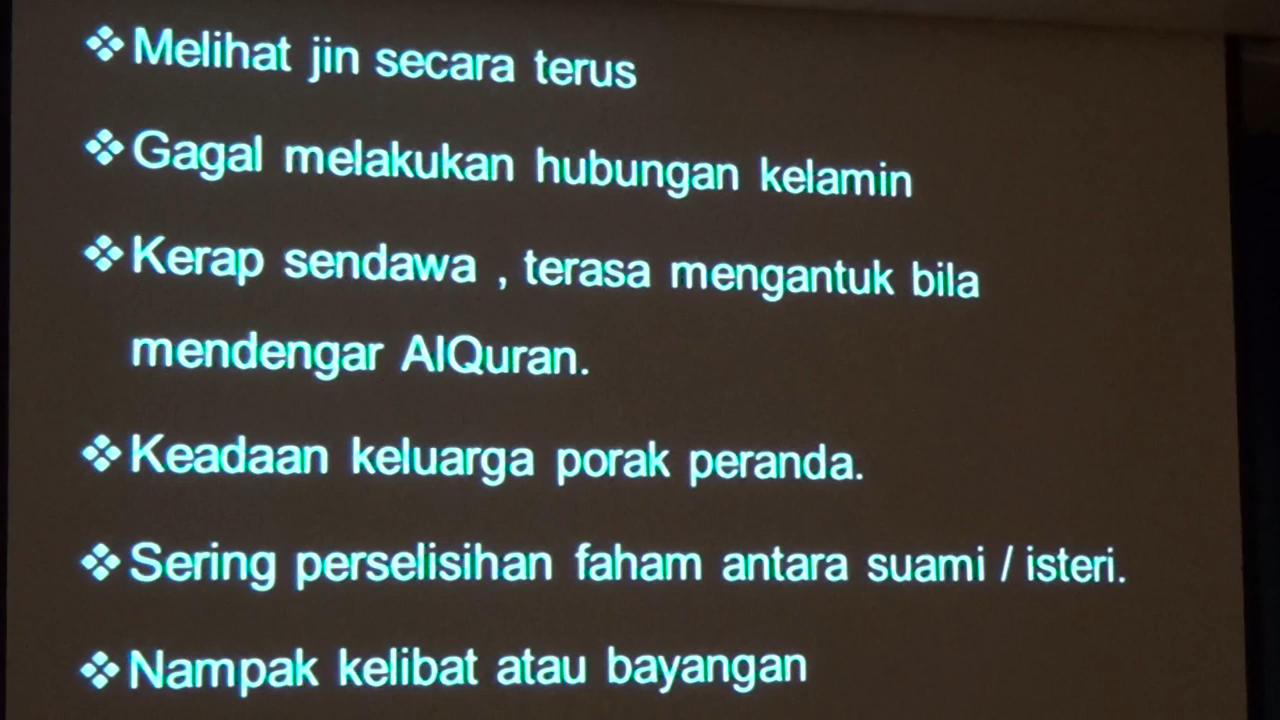 ❖Melihat jin secara terus
❖Gagal melakukan hubungan kelamin
❖Kerap sendawa , terasa mengantuk bila
mendengar AlQuran.
❖Keadaan keluarga porak peranda.
❖Sering perselisihan faham antara suami / isteri.
❖Nampak kelibat atau bayangan